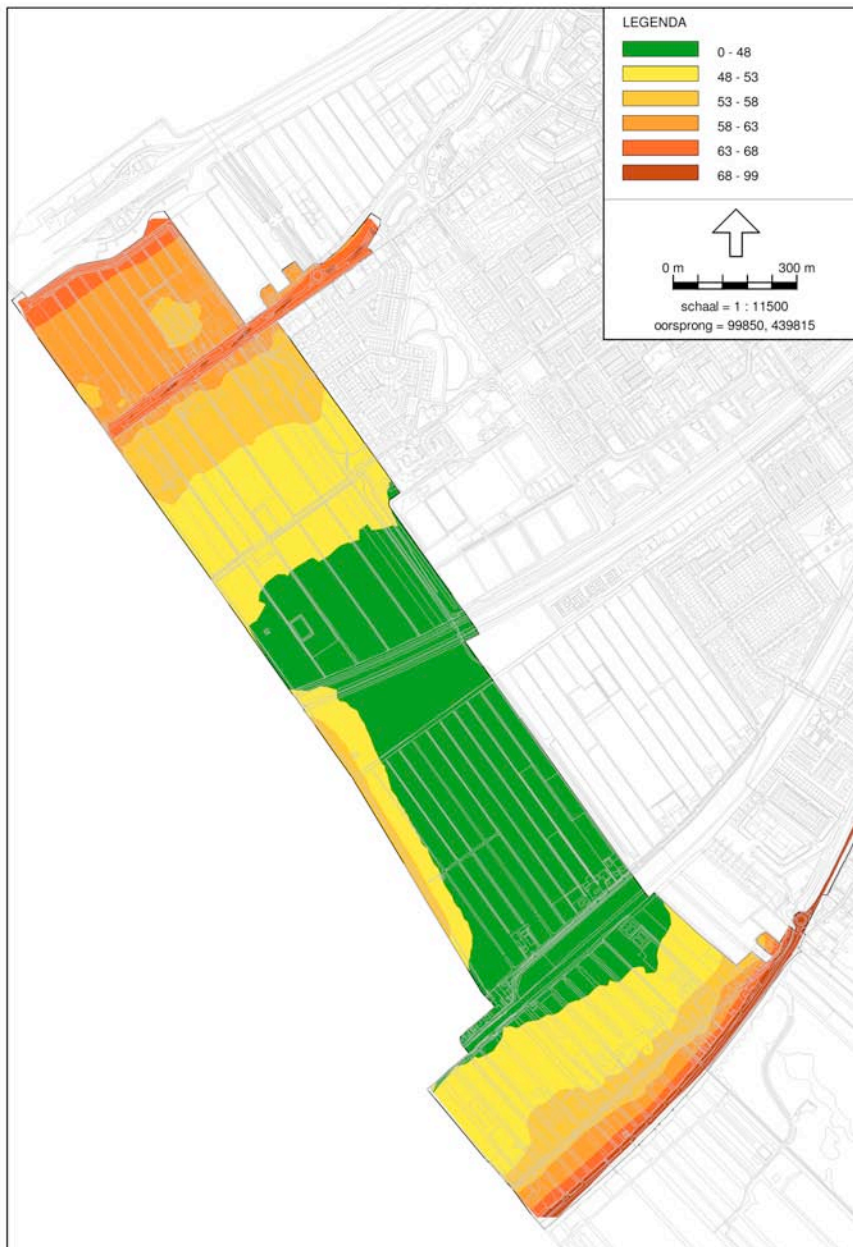 LEGENDA
0 - 48
48 - 53
53 - 58
58 - 63
63 - 68
68 - 99
0 m 300 m
schaal = 1 : 11500
oorsprong = 99850, 439815